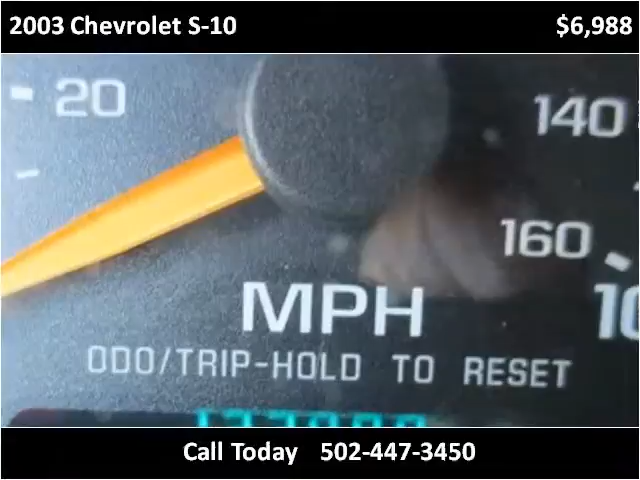 2003 Chevrolet S-10 $6,988
20
140
160
MPH
ODO/TRIP-HOLD TO RESET
Call Today 502-447-3450